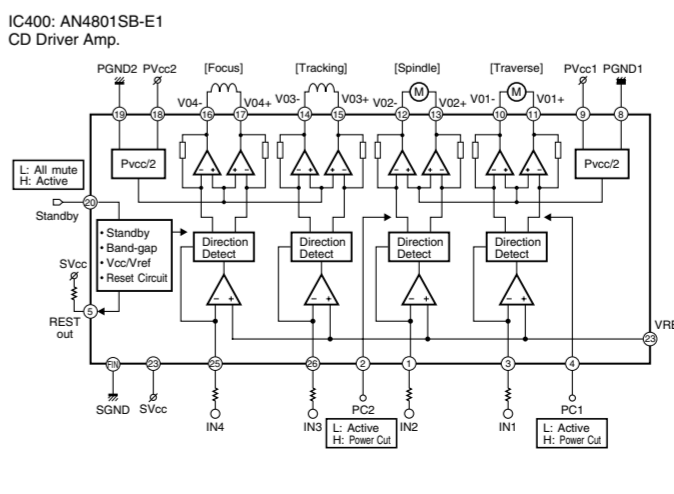 IC400: AN4801SB-E1
CD Driver Amp.
PGND2 PVcc2 [Focus] [Tracking] [Spindle] [Traverse] PVcc1 PGND1
V04- V04+ V03- V03+ V02- M V02+ V01- M V01+
19 18 16 17 14 15 12 13 10 11 9 8
Pvcc/2 - + + - - + + - - + + - - + + - Pvcc/2
L: All mute
H: Active
20
Standby
• Standby
• Band-gap
• Vcc/Vref
• Reset Circuit
Direction
Detect
Direction
Detect
Direction
Detect
Direction
Detect
SVcc
- + - + - + - +
5
REST
out
VRE
23
FIN 23 25 26 2 1 3 4
SGND SVcc IN4 IN3 PC2 IN2 IN1 PC1
L: Active
H: Power Cut
L: Active
H: Power Cut